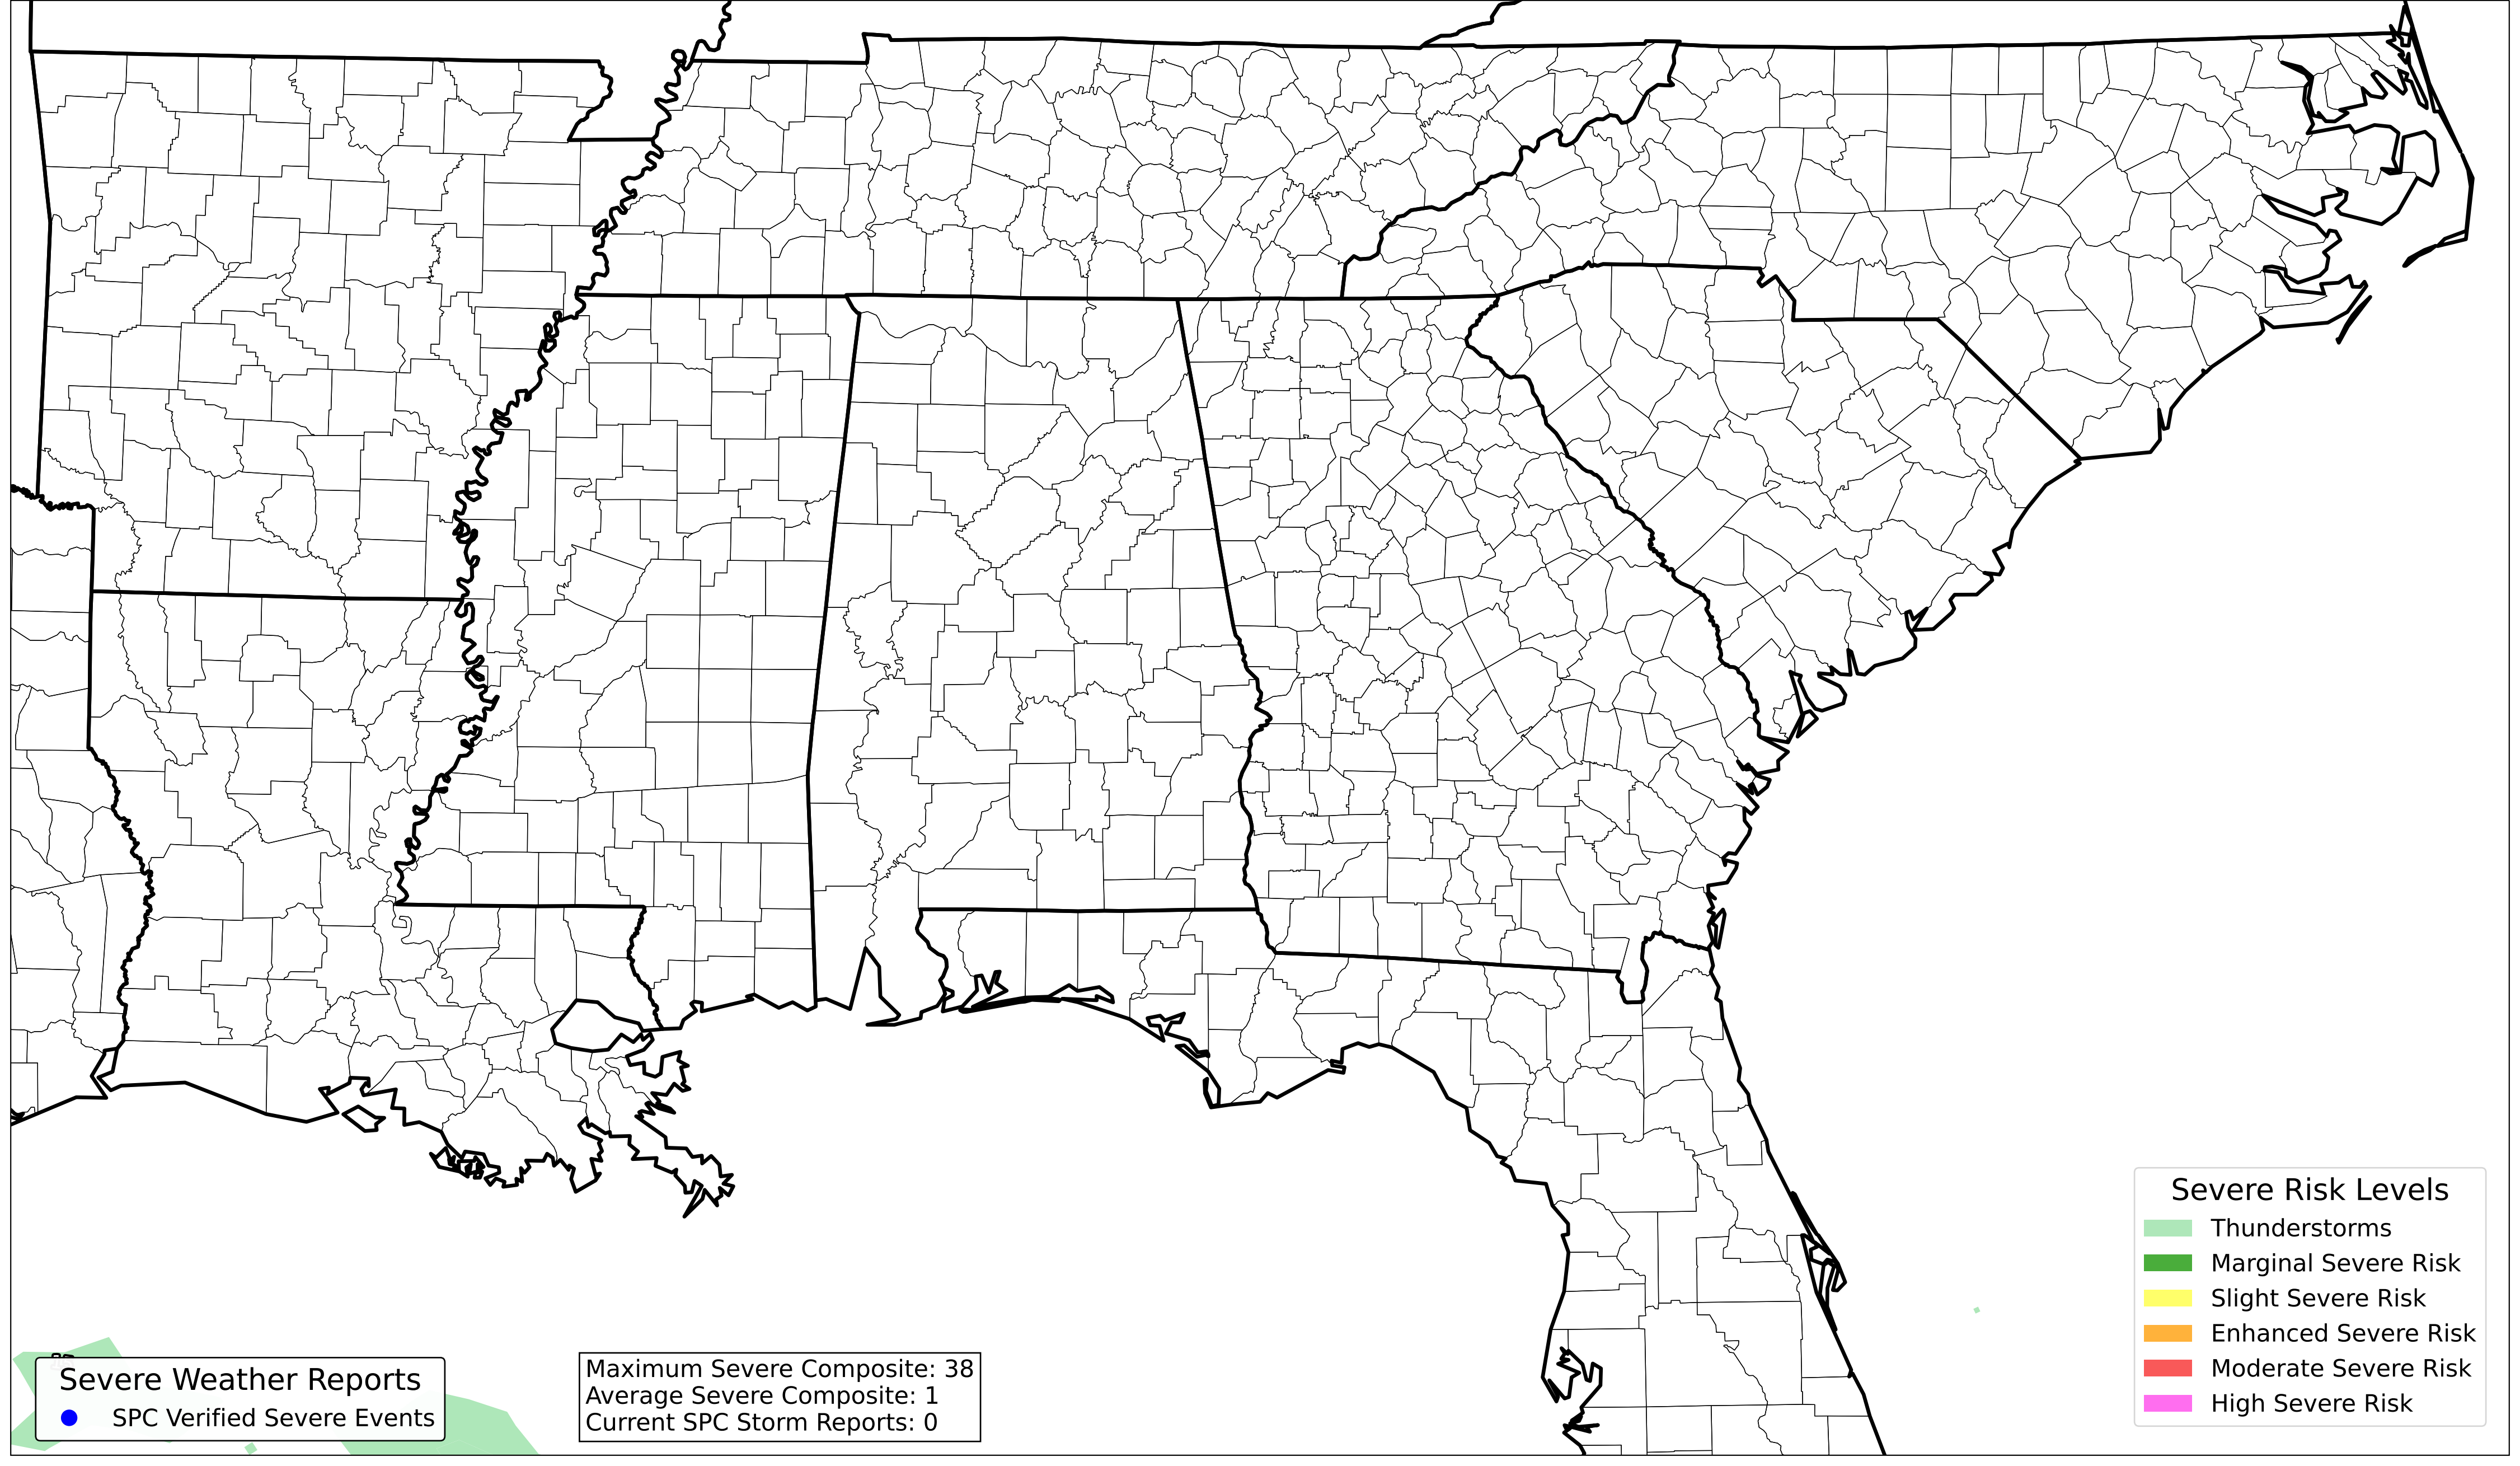 Severe Risk Levels
Thunderstorms
Marginal Severe Risk
Slight Severe Risk
Enhanced Severe Risk
Moderate Severe Risk
High Severe Risk
Severe Weather Reports
SPC Verified Severe Events
Maximum Severe Composite: 38
Average Severe Composite: 1
Current SPC Storm Reports: 0